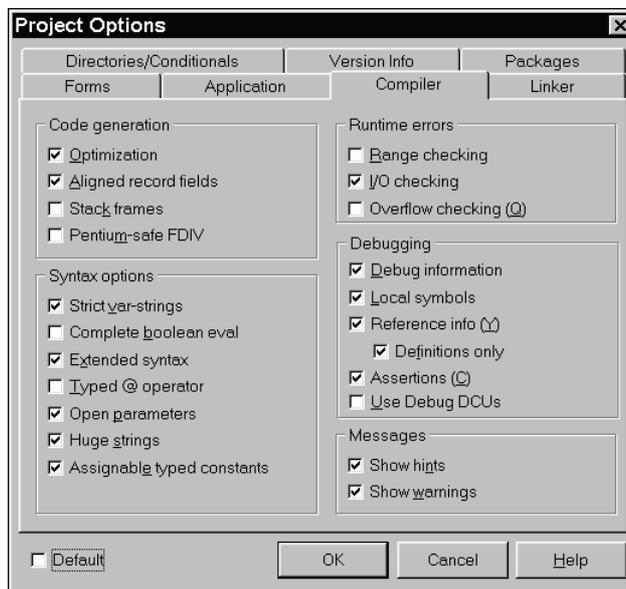 Project Options
Directories/Conditionals
Version Info
Packages
Forms
Application
Compiler
Linker
Code generation
Optimization
Aligned record fields
Stack frames
Pentium-safe FDIV
Syntax options
Strict var-strings
Complete boolean eval
Extended syntax
Typed @ operator
Open parameters
Huge strings
Assignable typed constants
Runtime errors
Range checking
I/O checking
Overflow checking (Q)
Debugging
Debug information
Local symbols
Reference info (Y)
Definitions only
Assertions (C)
Use Debug DCUs
Messages
Show hints
Show warnings
Default
OK
Cancel
Help